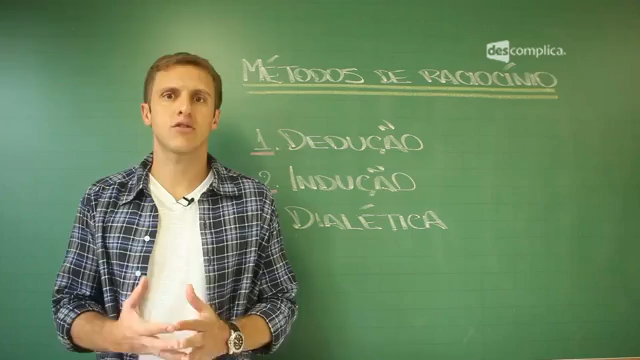 descomplica.
MÉTODOS DE RACIOCÍNIO
1. DEDUÇÃO
2. INDUÇÃO
DIALÉTICA